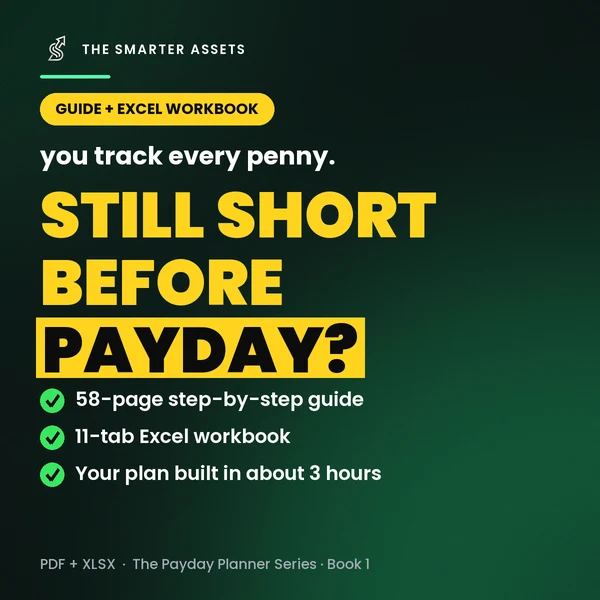 THE SMARTER ASSETS
GUIDE + EXCEL WORKBOOK
you track every penny.
STILL SHORT
BEFORE
PAYDAY?
58-page step-by-step guide
11-tab Excel workbook
Your plan built in about 3 hours
PDF + XLSX · The Payday Planner Series · Book 1